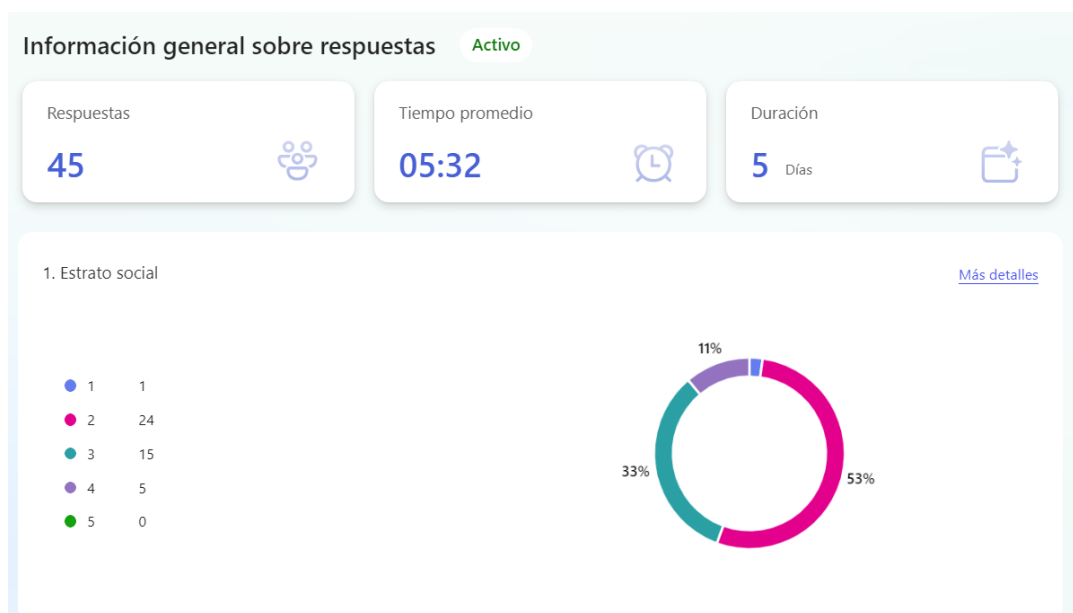 Información general sobre respuestas Activo
Respuestas
45
Tiempo promedio
05:32
Duración
5 Días
1. Estrato social
Más detalles
1 1
2 24
3 15
4 5
5 0
11%
33%
53%